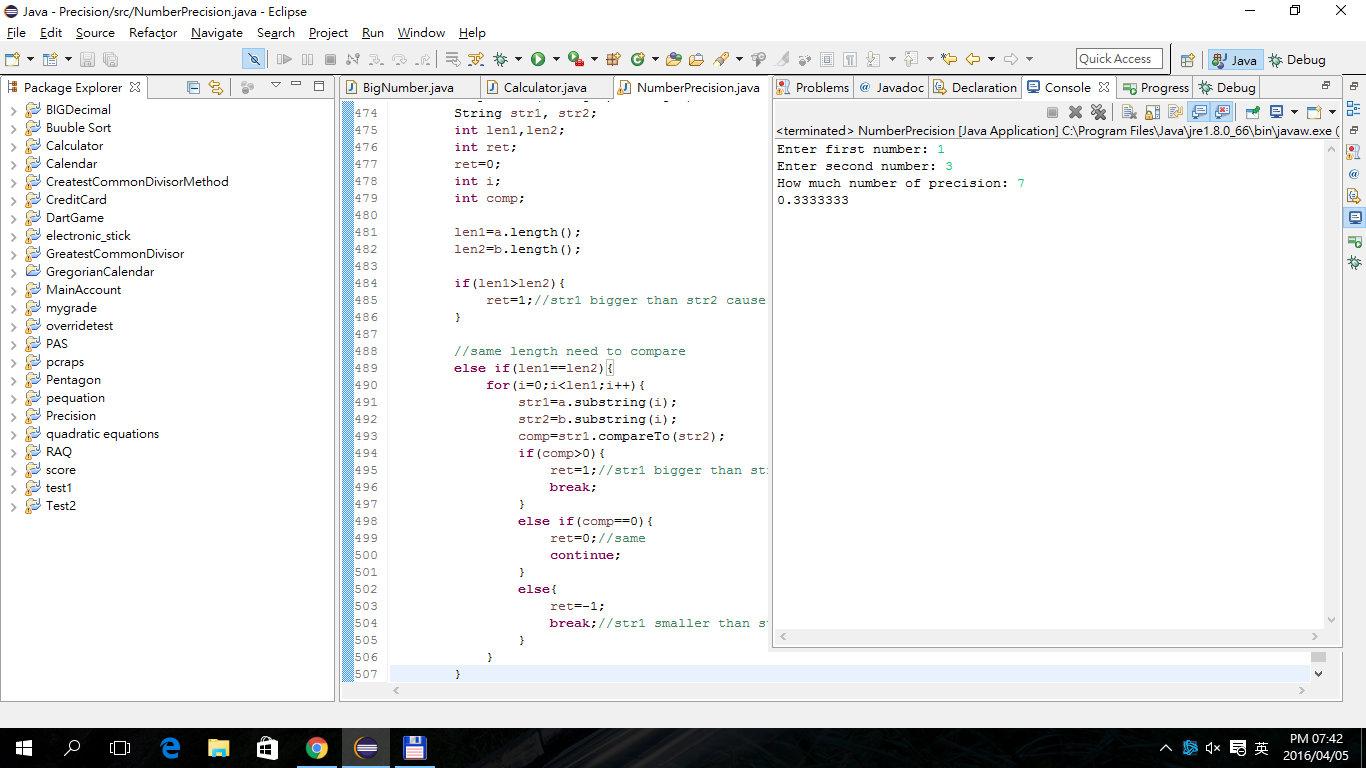 Java - Precision/src/NumberPrecision.java - Eclipse
File Edit Source Refactor Navigate Search Project Run Window Help
Quick Access
Java
Debug
Package Explorer
BIGDecimal
Buuble Sort
Calculator
Calendar
CreatestCommonDivisorMethod
CreditCard
DartGame
electronic_stick
GreatestCommonDivisor
GregorianCalendar
MainAccount
mygrade
overridetest
PAS
pcraps
Pentagon
pequation
Precision
quadratic equations
RAQ
score
test1
Test2
BigNumber.java Calculator.java NumberPrecision.java
474 String str1, str2;
475 int len1,len2;
476 int ret;
477 ret=0;
478 int i;
479 int comp;
480
481 len1=a.length();
482 len2=b.length();
483
484 if(len1>len2){
485 ret=1;//str1 bigger than str2 cause
486 }
487
488 //same length need to compare
489 else if(len1==len2){
490 for(i=0;i<len1;i++){
491 str1=a.substring(i);
492 str2=b.substring(i);
493 comp=str1.compareTo(str2);
494 if(comp>0){
495 ret=1;//str1 bigger than st
496 break;
497 }
498 else if(comp==0){
499 ret=0;//same
500 continue;
501 }
502 else{
503 ret=-1;
504 break;//str1 smaller than s
505 }
506 }
507 }
Problems @ Javadoc Declaration Console Progress Debug
<terminated> NumberPrecision [Java Application] C:\Program Files\Java\jre1.8.0_66\bin\javaw.exe (
Enter first number: 1
Enter second number: 3
How much number of precision: 7
0.3333333
英
PM 07:42
2016/04/05